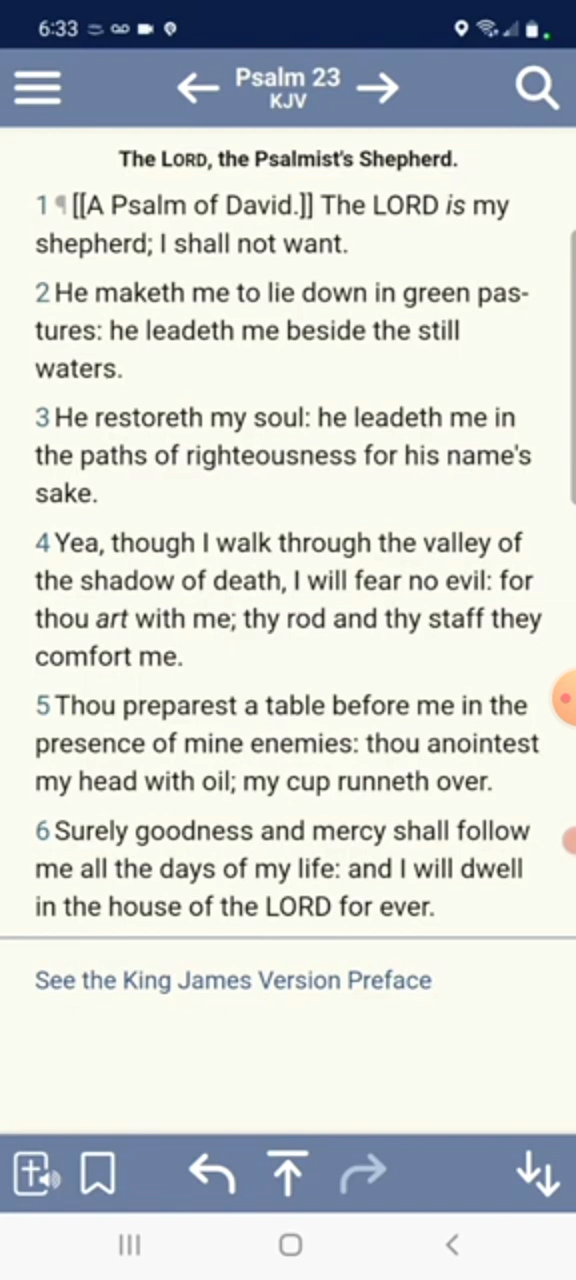 6:33
Psalm 23
KJV
The LORD, the Psalmist's Shepherd.
1 ¶ [[A Psalm of David.]] The LORD is my
shepherd; I shall not want.
2 He maketh me to lie down in green pas-
tures: he leadeth me beside the still
waters.
3 He restoreth my soul: he leadeth me in
the paths of righteousness for his name's
sake.
4 Yea, though I walk through the valley of
the shadow of death, I will fear no evil: for
thou art with me; thy rod and thy staff they
comfort me.
5 Thou preparest a table before me in the
presence of mine enemies: thou anointest
my head with oil; my cup runneth over.
6 Surely goodness and mercy shall follow
me all the days of my life: and I will dwell
in the house of the LORD for ever.
See the King James Version Preface